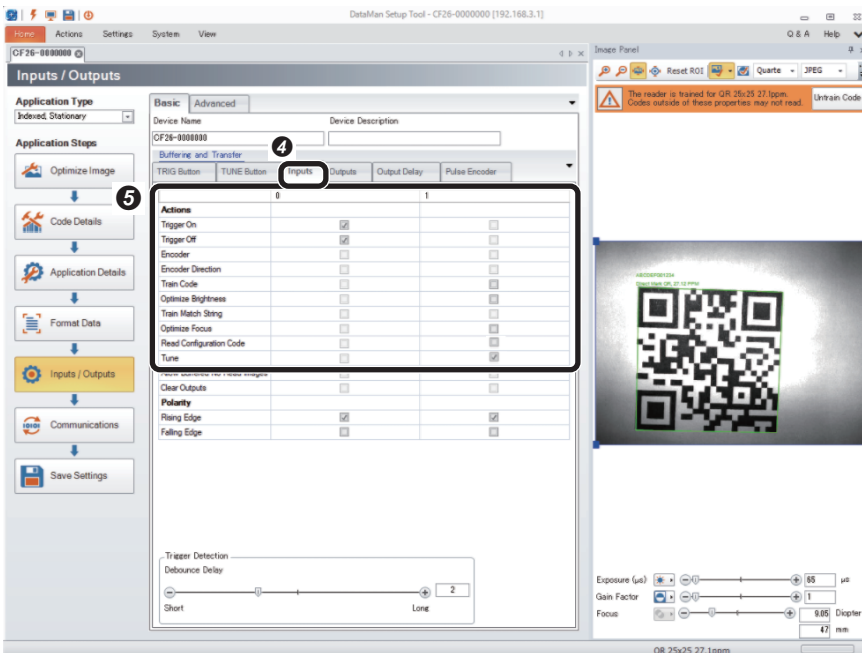 DataMan Setup Tool - CF26-0000000 [192.168.3.1]
Home Actions Settings System View Q & A Help
CF26-0000000
Image Panel
Reset ROI Quarte JPEG
Inputs / Outputs
The reader is trained for QR 25x25 27.1ppm.
Codes outside of these properties may not read.
Untrain Code
Application Type
Indexed, Stationary
Application Steps
Optimize Image
Code Details
Application Details
Format Data
Inputs / Outputs
Communications
Save Settings
Basic Advanced
Device Name Device Description
CF26-0000000
Buffering and Transfer
4
TRIG Button TUNE Button Inputs Outputs Output Delay Pulse Encoder
5
0 1
Actions
Trigger On
Trigger Off
Encoder
Encoder Direction
Train Code
Optimize Brightness
Train Match String
Optimize Focus
Read Configuration Code
Tune
Clear Outputs
Polarity
Rising Edge
Falling Edge
Trigger Detection
Debounce Delay
2
Short Long
Exposure (µs) 65 µs
Gain Factor 1
Focus 9.05 Diopter
47 mm
QR 25x25 27.1ppm